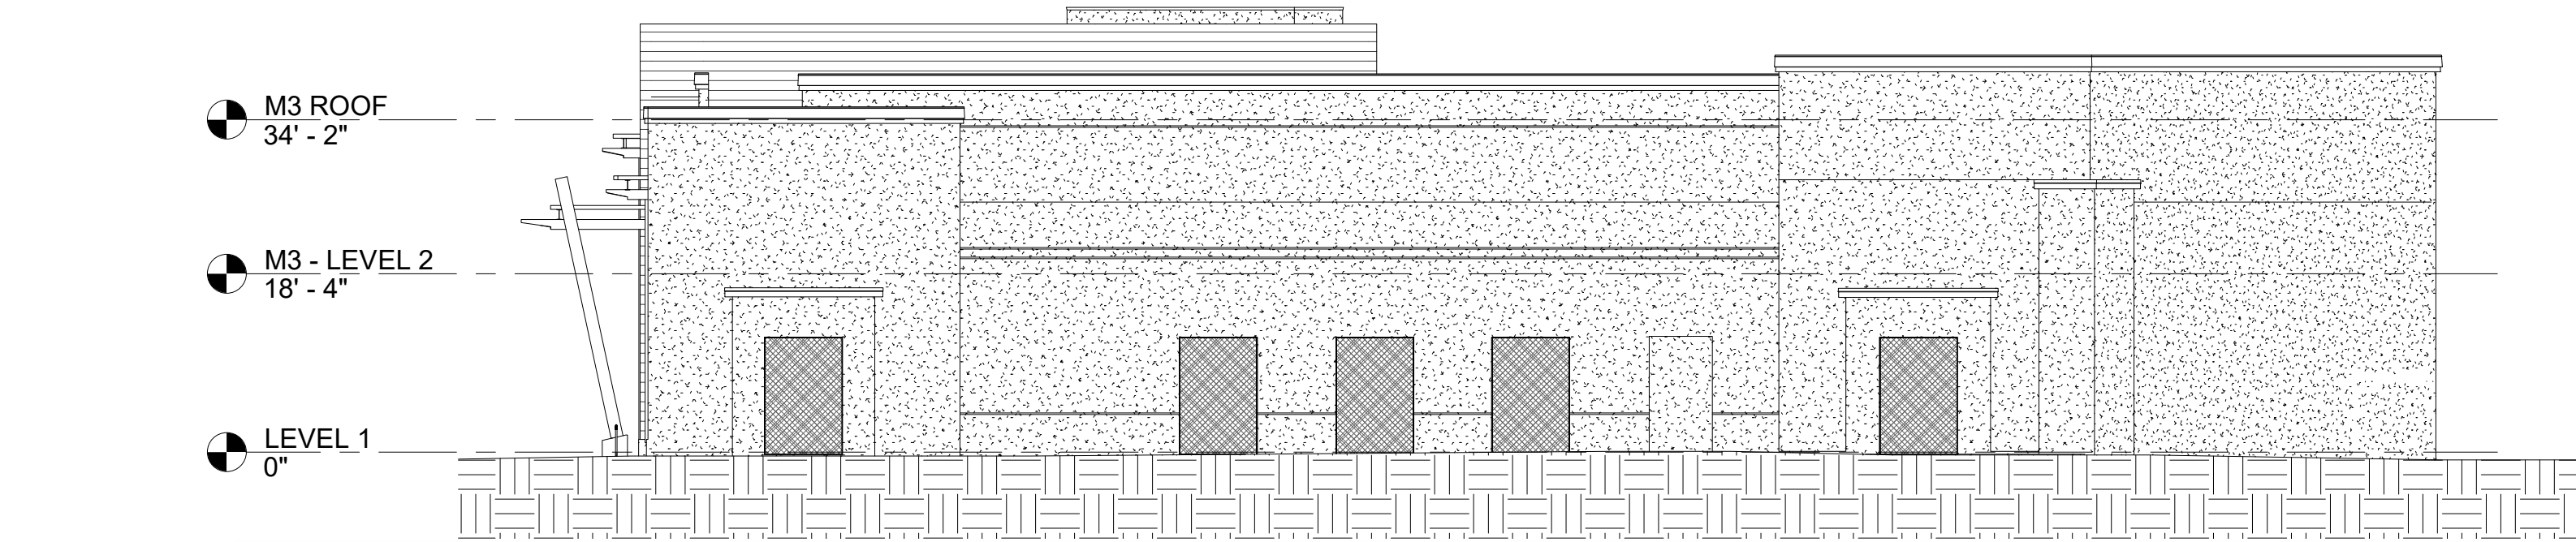 M3 ROOF
34' - 2"
M3 - LEVEL 2
18' - 4"
LEVEL 1
0"